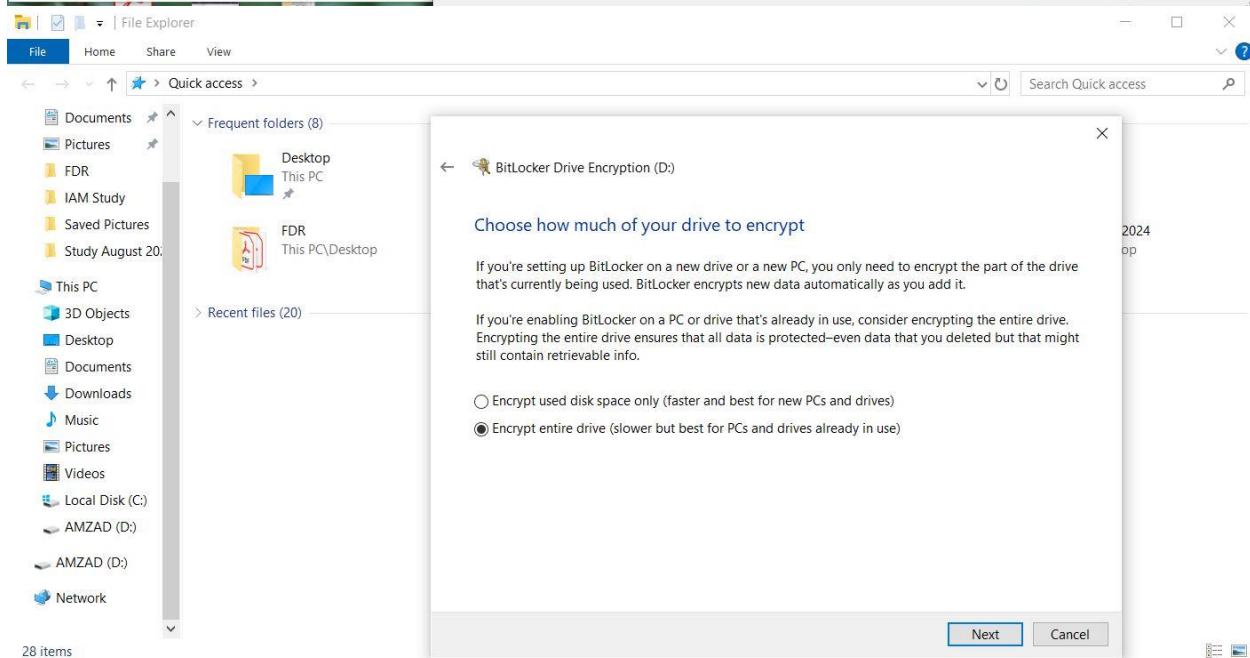 File Explorer
File Home Share View
Quick access
Search Quick access
Documents
Pictures
FDR
IAM Study
Saved Pictures
Study August 20
This PC
3D Objects
Desktop
Documents
Downloads
Music
Pictures
Videos
Local Disk (C:)
AMZAD (D:)
AMZAD (D:)
Network
28 items
Frequent folders (8)
Desktop
This PC
FDR
This PC\Desktop
Recent files (20)
2024
op
BitLocker Drive Encryption (D:)
Choose how much of your drive to encrypt
If you're setting up BitLocker on a new drive or a new PC, you only need to encrypt the part of the drive
that's currently being used. BitLocker encrypts new data automatically as you add it.
If you're enabling BitLocker on a PC or drive that's already in use, consider encrypting the entire drive.
Encrypting the entire drive ensures that all data is protected–even data that you deleted but that might
still contain retrievable info.
Encrypt used disk space only (faster and best for new PCs and drives)
Encrypt entire drive (slower but best for PCs and drives already in use)
Next Cancel